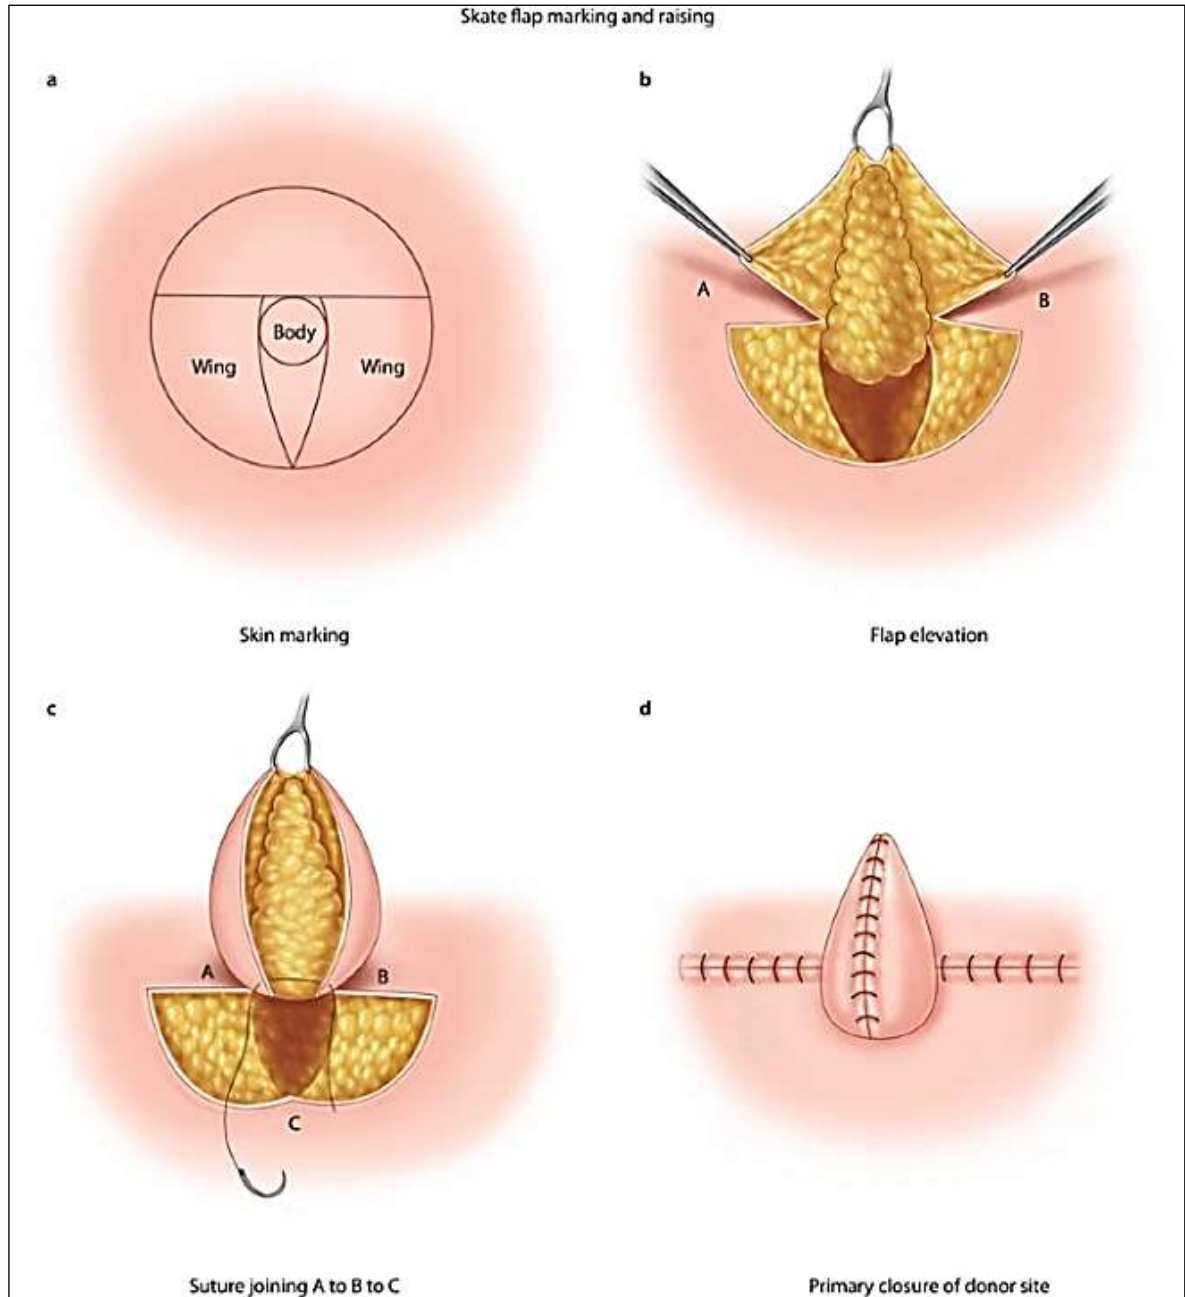 Skate flap marking and raising
a
Body
Wing
Wing
Skin marking
b
A
B
Flap elevation
c
A
B
C
Suture joining A to B to C
d
Primary closure of donor site